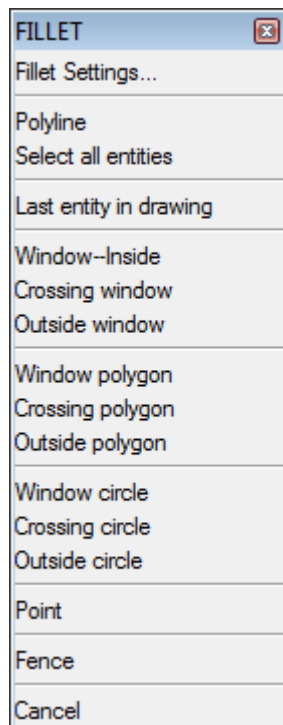 FILLET
Fillet Settings...
Polyline
Select all entities
Last entity in drawing
Window--Inside
Crossing window
Outside window
Window polygon
Crossing polygon
Outside polygon
Window circle
Crossing circle
Outside circle
Point
Fence
Cancel